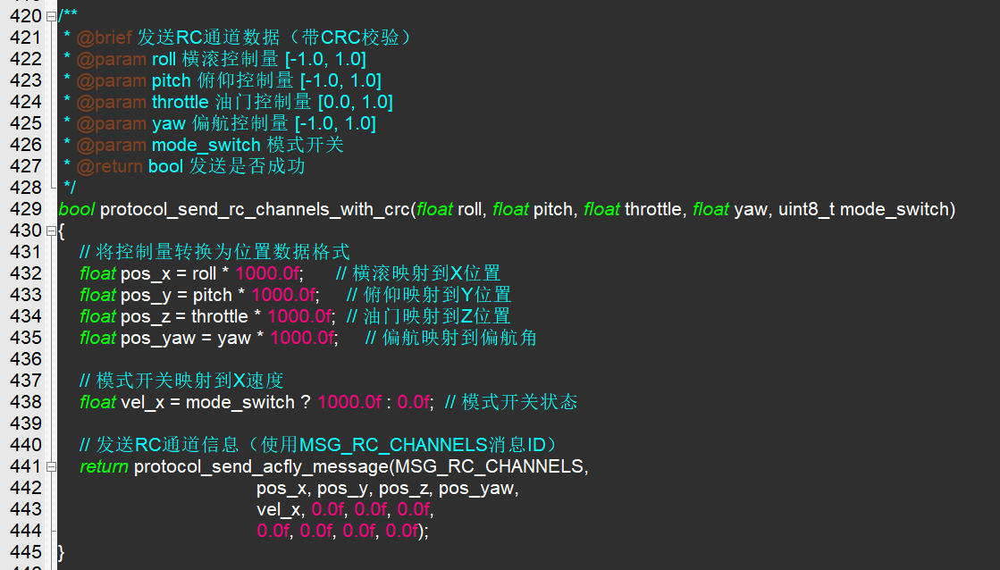 420 /**
421  * @brief 发送RC通道数据（带CRC校验）
422  * @param roll 横滚控制量 [-1.0, 1.0]
423  * @param pitch 俯仰控制量 [-1.0, 1.0]
424  * @param throttle 油门控制量 [0.0, 1.0]
425  * @param yaw 偏航控制量 [-1.0, 1.0]
426  * @param mode_switch 模式开关
427  * @return bool 发送是否成功
428  */
429 bool protocol_send_rc_channels_with_crc(float roll, float pitch, float throttle, float yaw, uint8_t mode_switch)
430 {
431     // 将控制量转换为位置数据格式
432     float pos_x = roll * 1000.0f;      // 横滚映射到X位置
433     float pos_y = pitch * 1000.0f;     // 俯仰映射到Y位置
434     float pos_z = throttle * 1000.0f;  // 油门映射到Z位置
435     float pos_yaw = yaw * 1000.0f;     // 偏航映射到偏航角
436
437     // 模式开关映射到X速度
438     float vel_x = mode_switch ? 1000.0f : 0.0f;  // 模式开关状态
439
440     // 发送RC通道信息（使用MSG_RC_CHANNELS消息ID）
441     return protocol_send_acfly_message(MSG_RC_CHANNELS,
442                                     pos_x, pos_y, pos_z, pos_yaw,
443                                     vel_x, 0.0f, 0.0f, 0.0f,
444                                     0.0f, 0.0f, 0.0f, 0.0f);
445 }